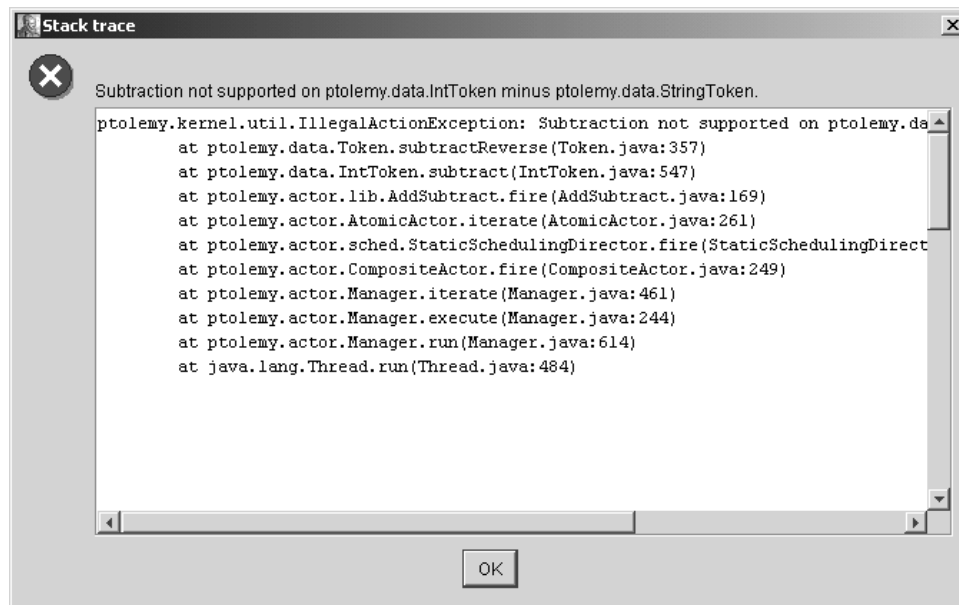 Stack trace
Subtraction not supported on ptolemy.data.IntToken minus ptolemy.data.StringToken.
ptolemy.kernel.util.IllegalActionException: Subtraction not supported on ptolemy.da
at ptolemy.data.Token.subtractReverse(Token.java:357)
at ptolemy.data.IntToken.subtract(IntToken.java:547)
at ptolemy.actor.lib.AddSubtract.fire(AddSubtract.java:169)
at ptolemy.actor.AtomicActor.iterate(AtomicActor.java:261)
at ptolemy.actor.sched.StaticSchedulingDirector.fire(StaticSchedulingDirect
at ptolemy.actor.CompositeActor.fire(CompositeActor.java:249)
at ptolemy.actor.Manager.iterate(Manager.java:461)
at ptolemy.actor.Manager.execute(Manager.java:244)
at ptolemy.actor.Manager.run(Manager.java:614)
at java.lang.Thread.run(Thread.java:484)
OK